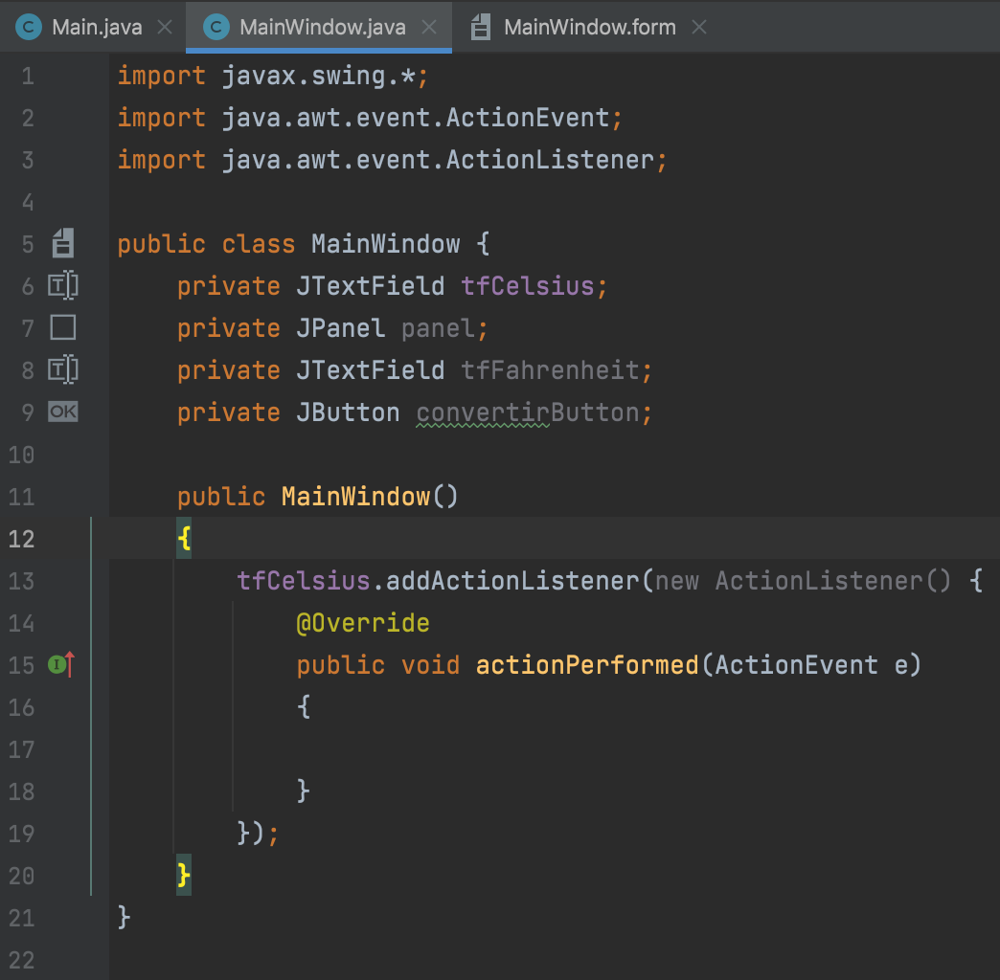 Main.java MainWindow.java MainWindow.form
1 import javax.swing.*;
2 import java.awt.event.ActionEvent;
3 import java.awt.event.ActionListener;
4
5 public class MainWindow {
6 private JTextField tfCelsius;
7 private JPanel panel;
8 private JTextField tfFahrenheit;
9 OK private JButton convertirButton;
10
11 public MainWindow()
12 {
13 tfCelsius.addActionListener(new ActionListener() {
14 @Override
15 public void actionPerformed(ActionEvent e)
16 {
17
18 }
19 });
20 }
21 }
22